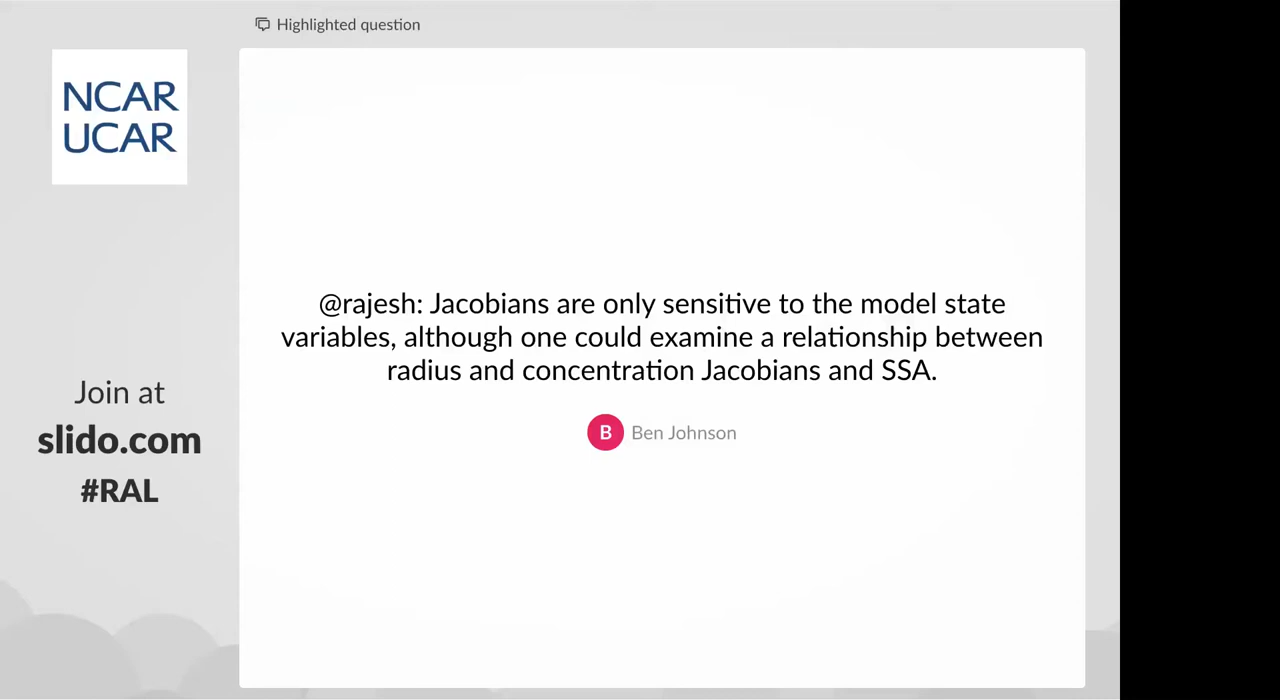 Highlighted question
NCAR
UCAR
@rajesh: Jacobians are only sensitive to the model state
variables, although one could examine a relationship between
radius and concentration Jacobians and SSA.
B Ben Johnson
Join at
slido.com
#RAL